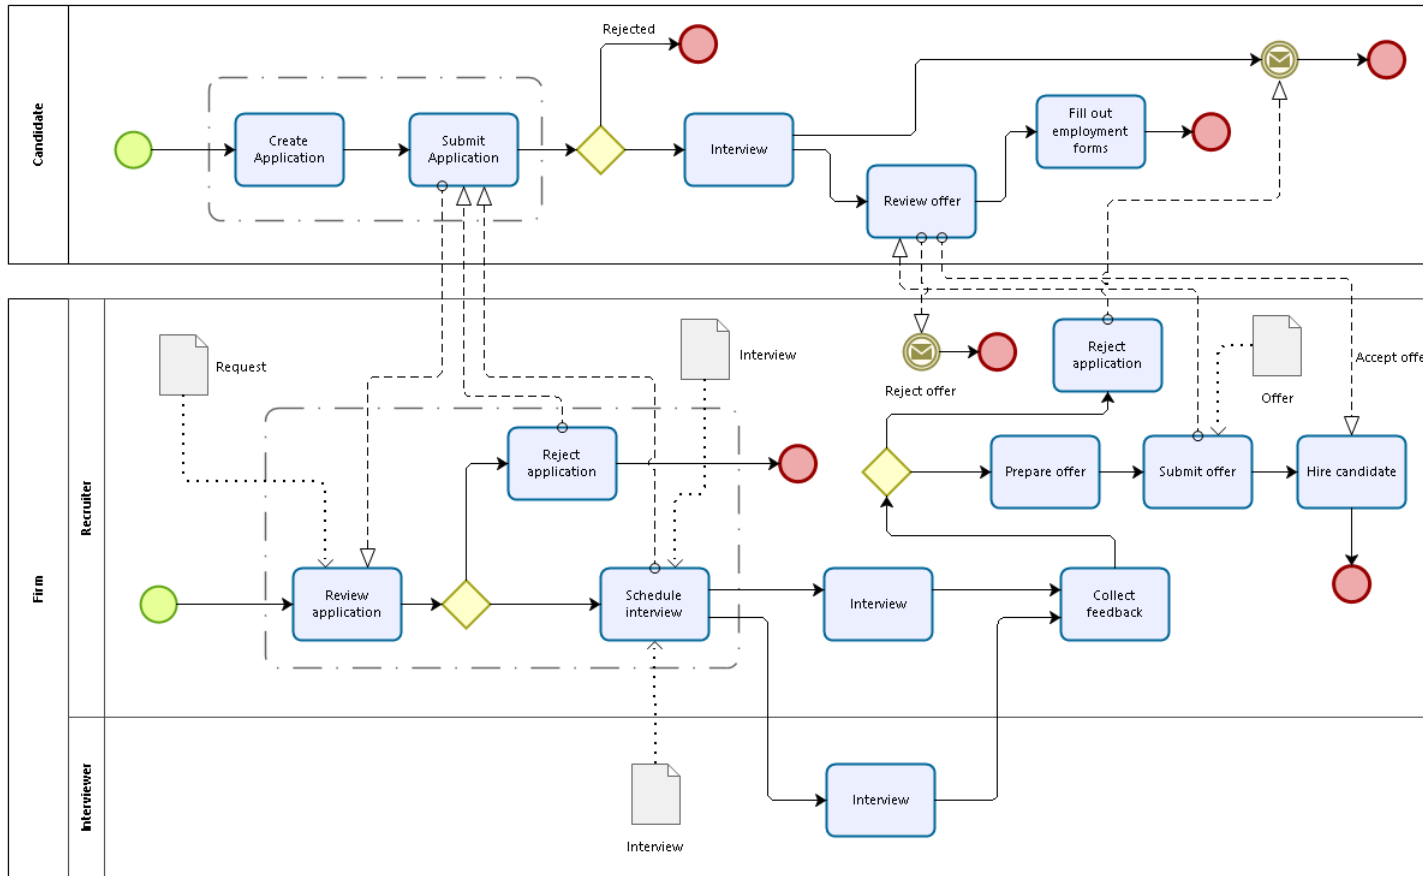 Candidate
Rejected
Create
Application
Submit
Application
Interview
Fill out
employment
forms
Review offer
Firm
Recruiter
Request
Interview
Reject offer
Reject
application
Offer
Accept offe
Reject
application
Prepare offer
Submit offer
Hire candidate
Review
application
Schedule
interview
Interview
Collect
feedback
Interviewer
Interview
Interview